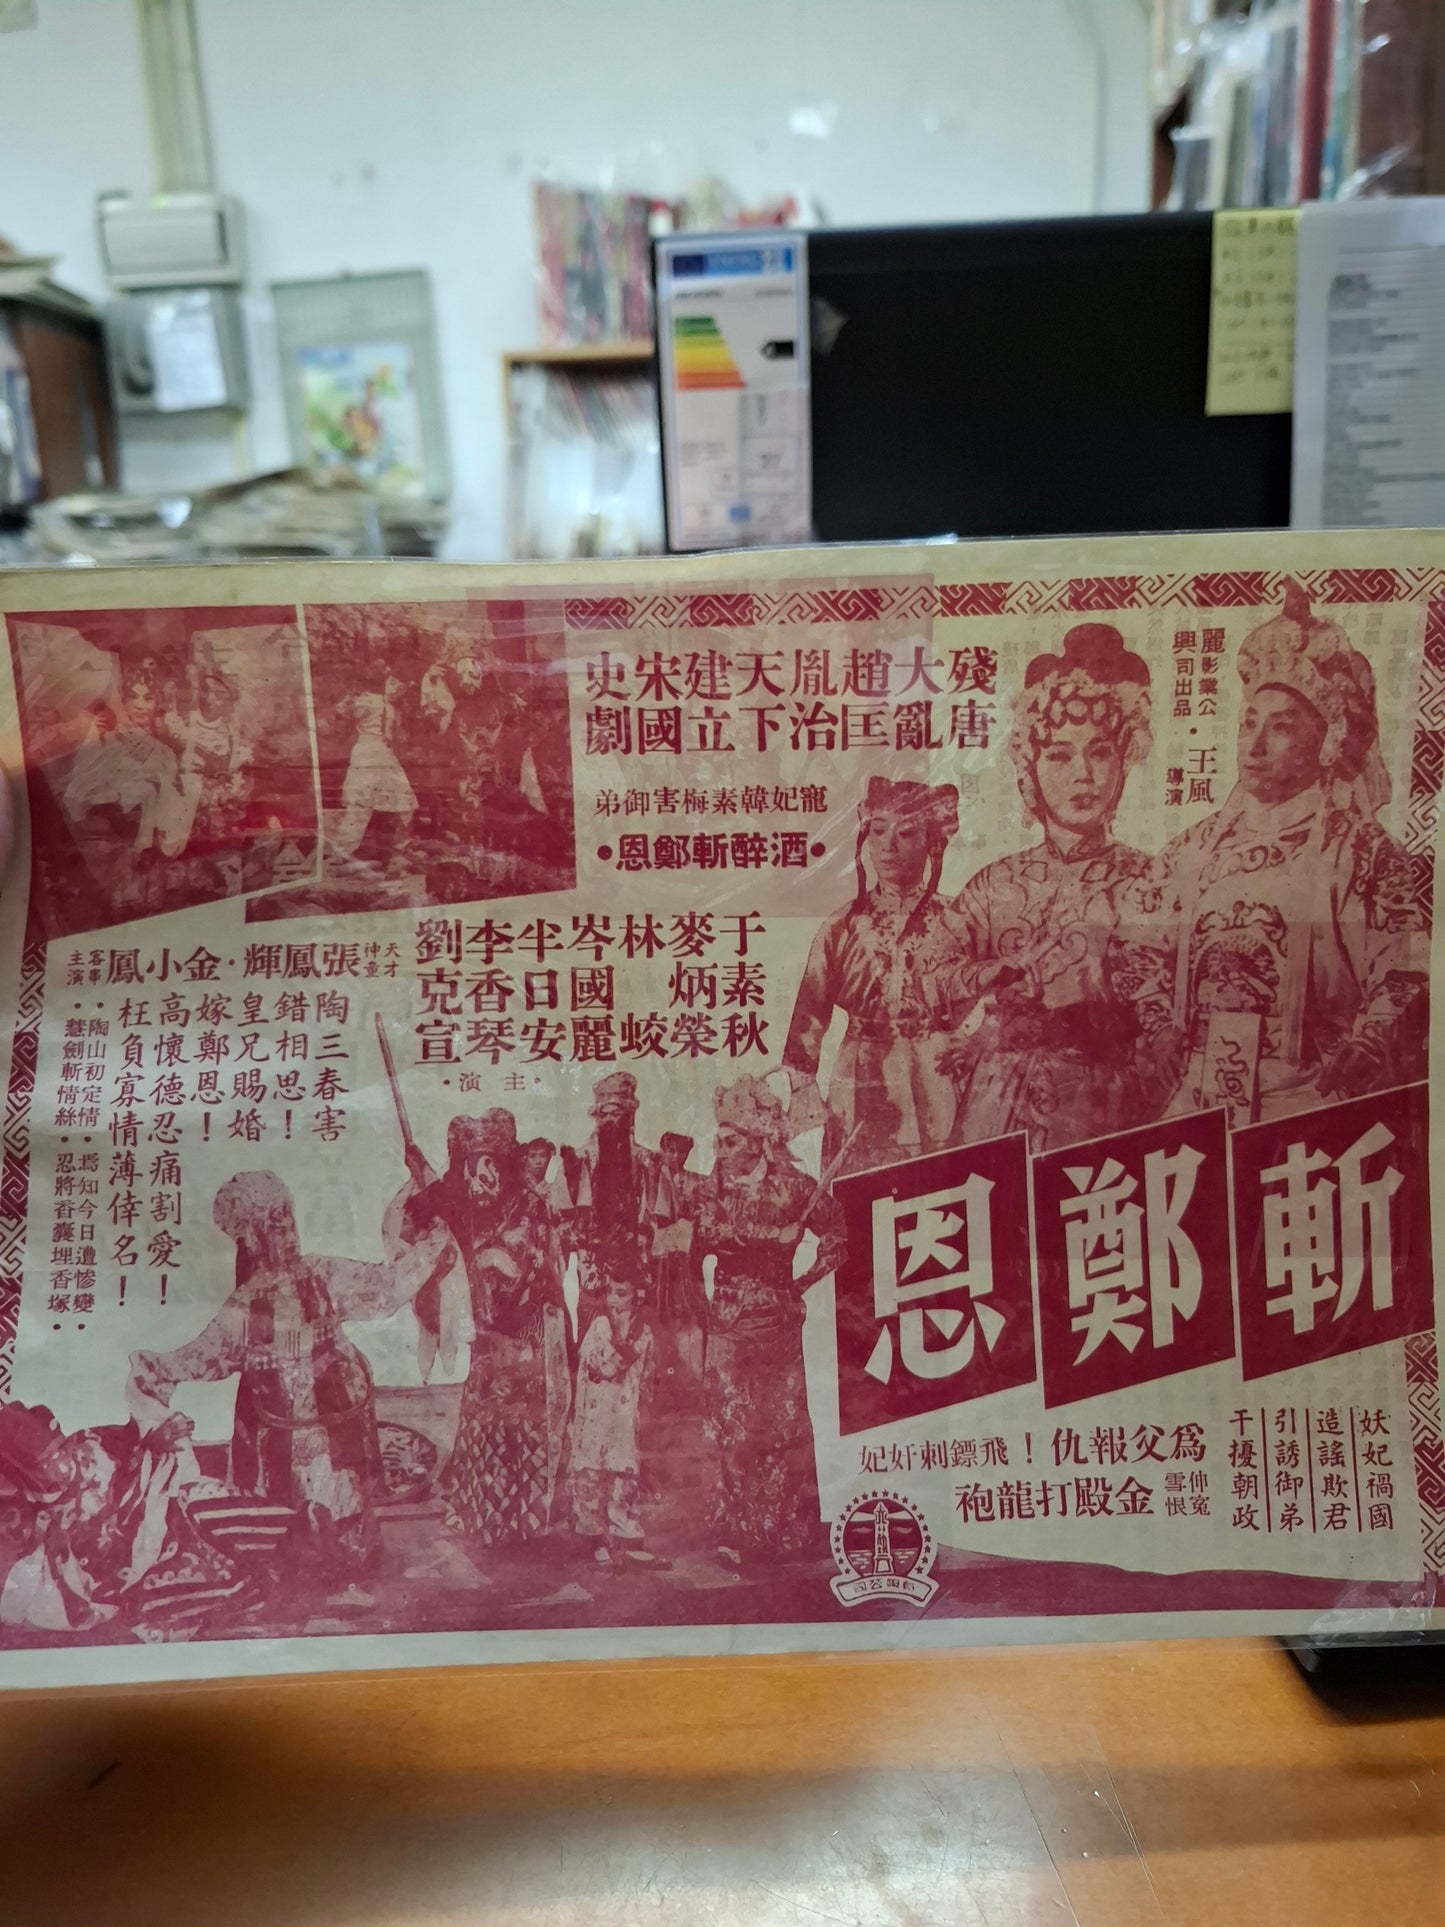 麗興影業公司出品・王風導演
殘唐
大亂
趙匡
胤治
天下
建立
宋國
史劇
寵妃韓素梅害御弟
•酒醉斬鄭恩•
于素秋
麥炳榮
林蛟
岑國麗
半日安
李香琴
劉克宣
・主演・
天才神童張鳳輝・金小鳳客串主演
陶三春害
錯相思！
皇兄賜婚
嫁鄭恩！
高懷德忍痛割愛！
枉負寡情薄倖名！
：陶山初定情・焉知今日遭慘變：
慧劍斬情絲・忍將香囊埋香塚：
斬鄭恩
妖妃禍國
造謠欺君
引誘御弟
干擾朝政
爲父報仇！飛鏢刺奸妃
伸冤雪恨金殿打龍袍